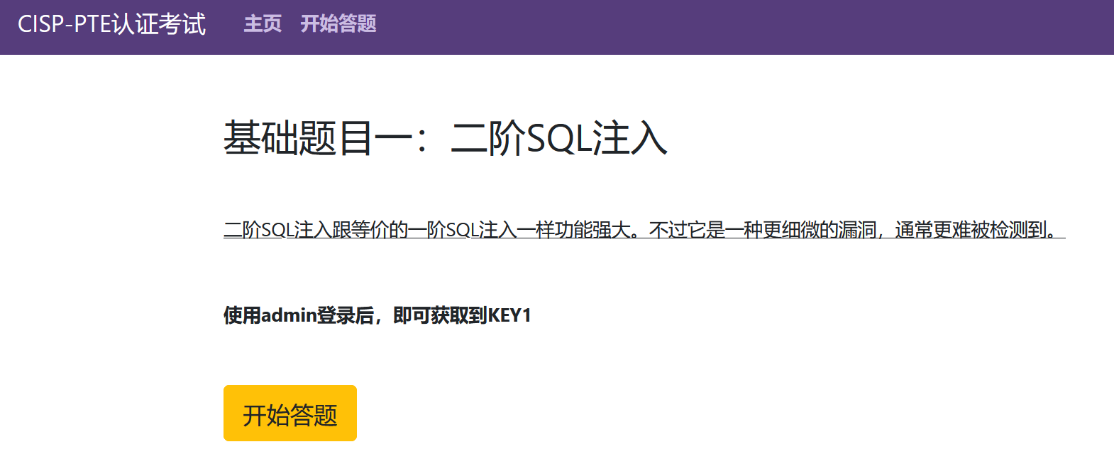 CISP-PTE认证考试 主页 开始答题
基础题目一：二阶SQL注入
二阶SQL注入跟等价的一阶SQL注入一样功能强大。不过它是一种更细微的漏洞，通常更难被检测到。
使用admin登录后，即可获取到KEY1
开始答题